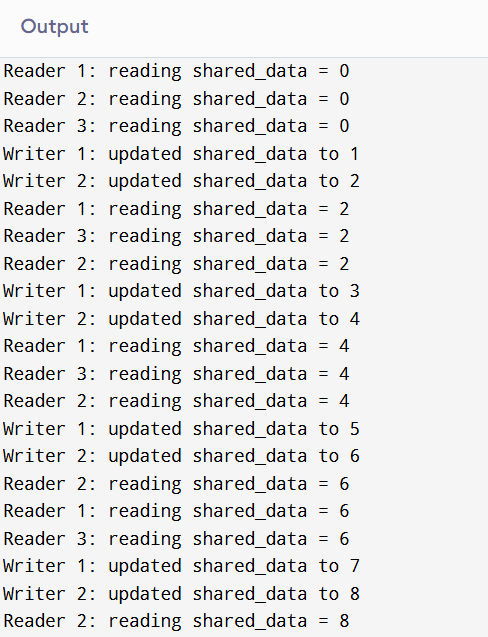 Output
Reader 1: reading shared_data = 0
Reader 2: reading shared_data = 0
Reader 3: reading shared_data = 0
Writer 1: updated shared_data to 1
Writer 2: updated shared_data to 2
Reader 1: reading shared_data = 2
Reader 3: reading shared_data = 2
Reader 2: reading shared_data = 2
Writer 1: updated shared_data to 3
Writer 2: updated shared_data to 4
Reader 1: reading shared_data = 4
Reader 3: reading shared_data = 4
Reader 2: reading shared_data = 4
Writer 1: updated shared_data to 5
Writer 2: updated shared_data to 6
Reader 2: reading shared_data = 6
Reader 1: reading shared_data = 6
Reader 3: reading shared_data = 6
Writer 1: updated shared_data to 7
Writer 2: updated shared_data to 8
Reader 2: reading shared_data = 8